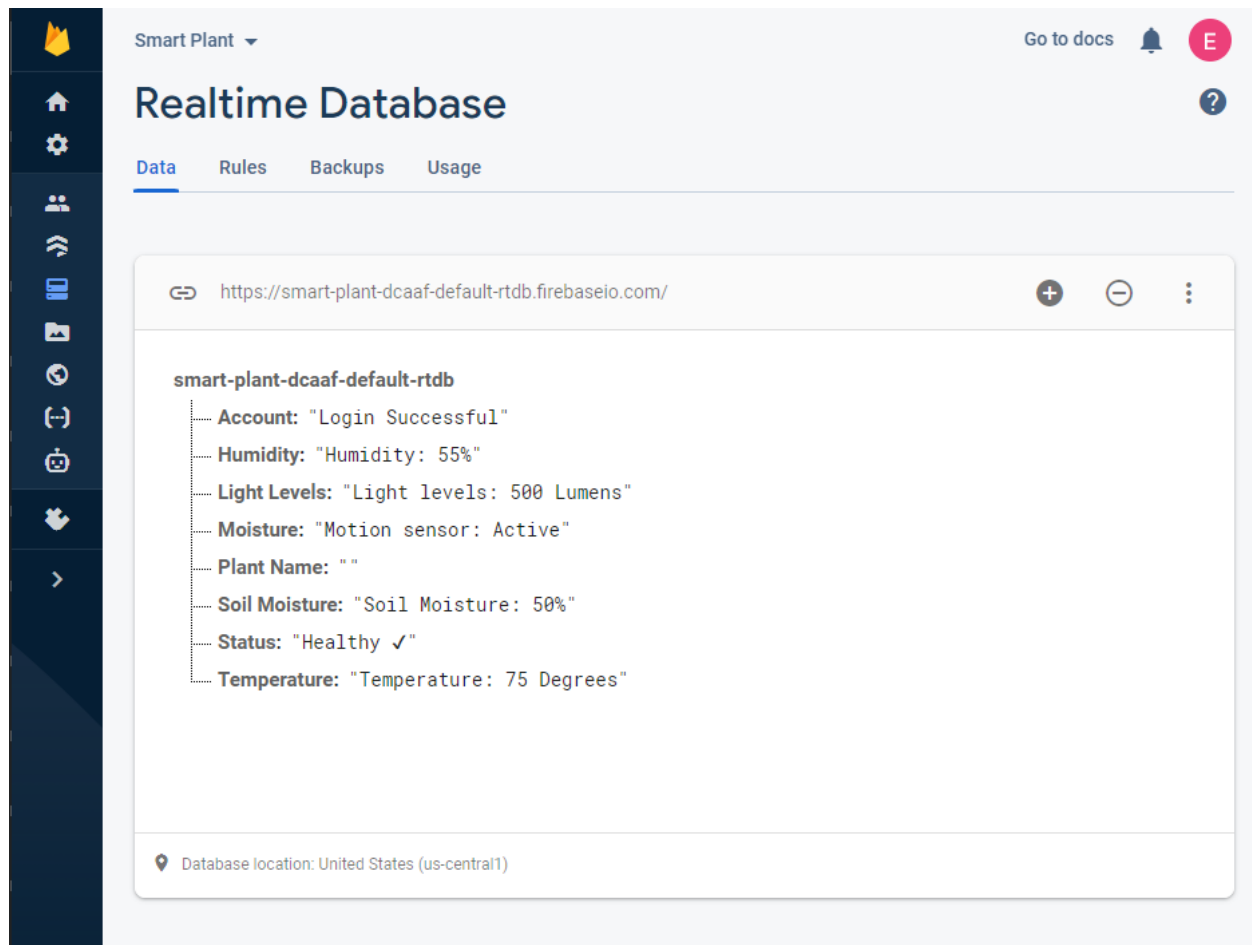 Smart Plant
Go to docs
E
Realtime Database
?
Data Rules Backups Usage
https://smart-plant-dcaaf-default-rtdb.firebaseio.com/
smart-plant-dcaaf-default-rtdb
Account: "Login Successful"
Humidity: "Humidity: 55%"
Light Levels: "Light levels: 500 Lumens"
Moisture: "Motion sensor: Active"
Plant Name: ""
Soil Moisture: "Soil Moisture: 50%"
Status: "Healthy ✓"
Temperature: "Temperature: 75 Degrees"
Database location: United States (us-central1)